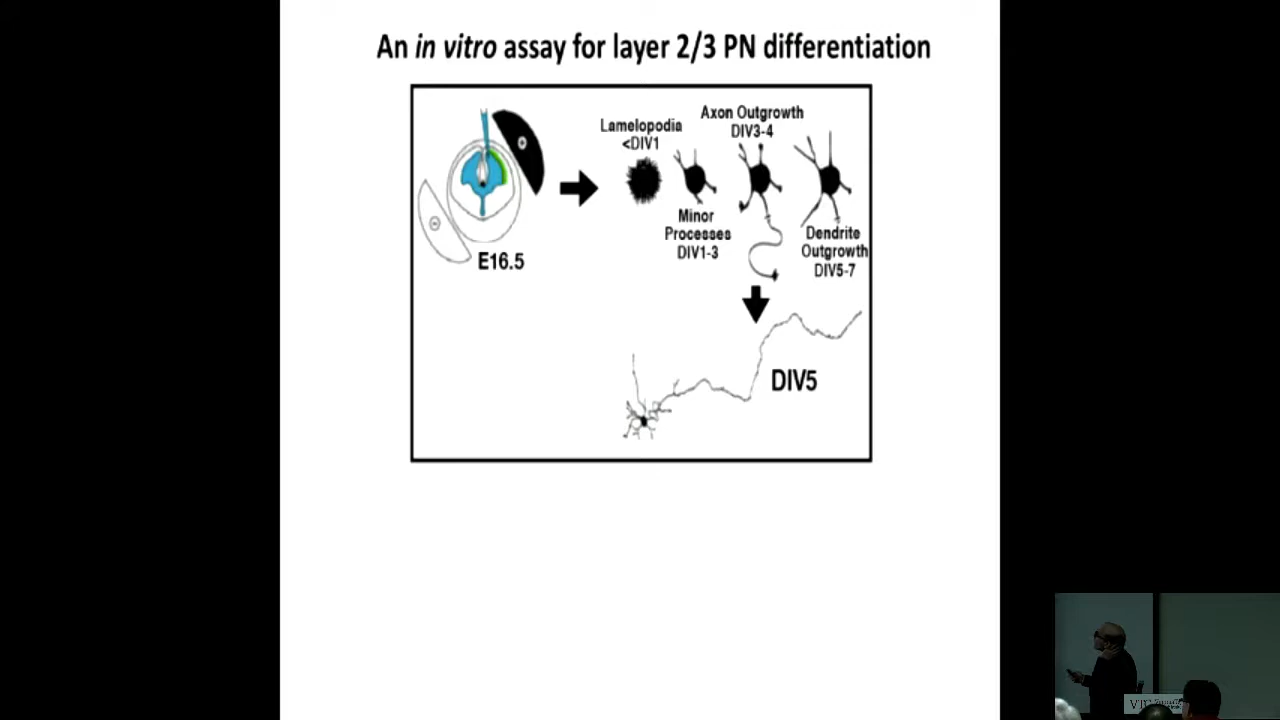 An in vitro assay for layer 2/3 PN differentiation
Lamelopodia
<DIV1
Axon Outgrowth
DIV3-4
Minor
Processes
DIV1-3
Dendrite
Outgrowth
DIV5-7
E16.5
DIV5